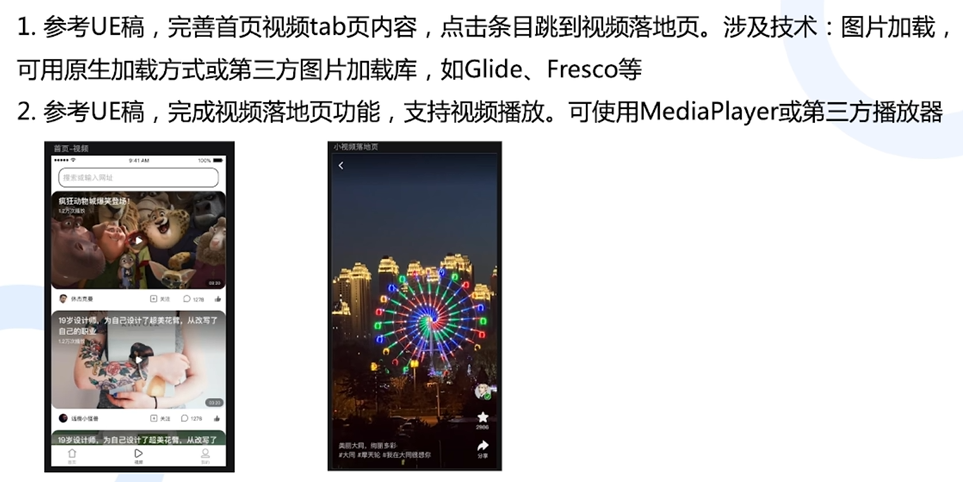 1. 参考UE稿，完善首页视频tab页内容，点击条目跳到视频落地页。涉及技术：图片加载，
可用原生加载方式或第三方图片加载库，如Glide、Fresco等
2. 参考UE稿，完成视频落地页功能，支持视频播放。可使用MediaPlayer或第三方播放器
首页-视频
9:41 AM
100%
搜索或输入网址
疯狂动物城爆笑登场！
12万次播放
03:33
休杰克曼
关注
1276
19岁设计师，为自己设计了超美花臂，从改写了
自己的职业
12万次播放
03:33
关注
1276
19岁设计师，为自己设计了超美花臂，从改写了
首页
视频
我的
小视频落地页
2986
分享
美丽大同，绚丽多彩
#大同 #摩天轮 #我在大同很想你